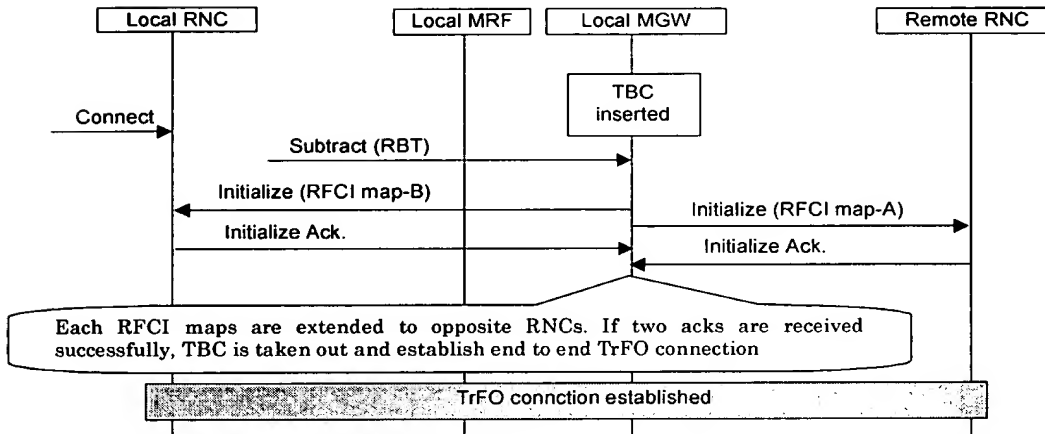 Local RNC
Local MRF
Local MGW
Remote RNC
TBC
inserted
Connect
Subtract (RBT)
Initialize (RFCI map-B)
Initialize (RFCI map-A)
Initialize Ack.
Initialize Ack.
Each RFCI maps are extended to opposite RNCs. If two acks are received
successfully, TBC is taken out and establish end to end TrFO connection
TrFO connction established